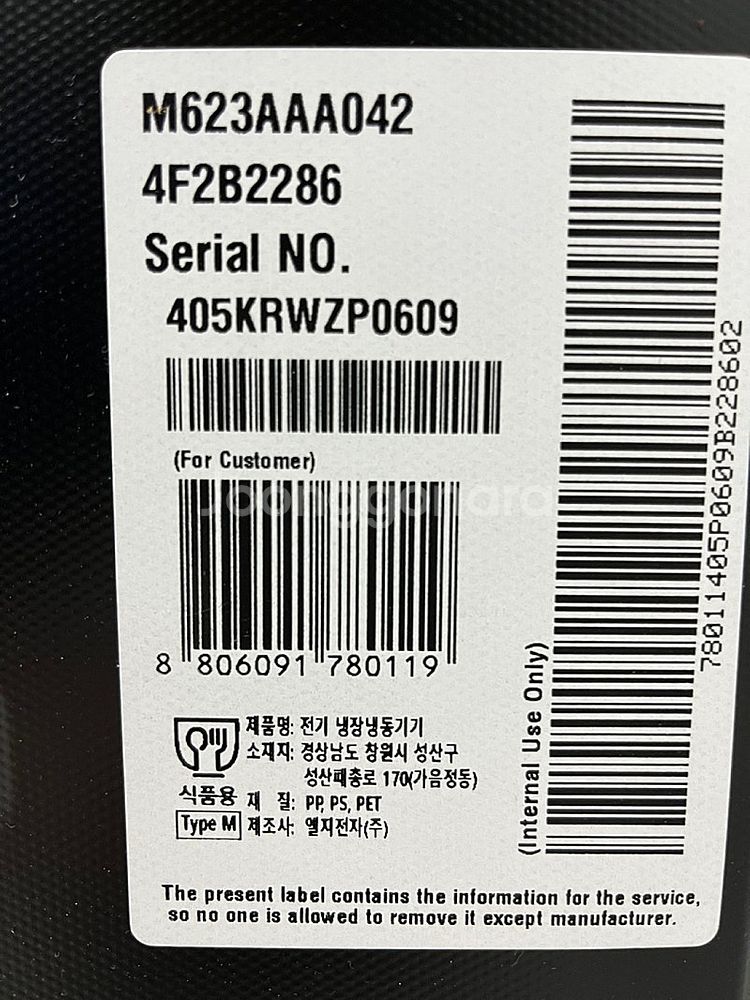 M623AAA042
4F2B2286
Serial NO.
405KRWZP0609
(For Customer)
Joonggonara
8 806091 780119
제품명: 전기 냉장냉동기기
소재지: 경상남도 창원시 성산구
성산패총로 170(가음정동)
식품용
재 질: PP, PS, PET
Type M
제조사: 엘지전자(주)
(Internal Use Only)
78011405P0609B228602
The present label contains the information for the service,
so no one is allowed to remove it except manufacturer.